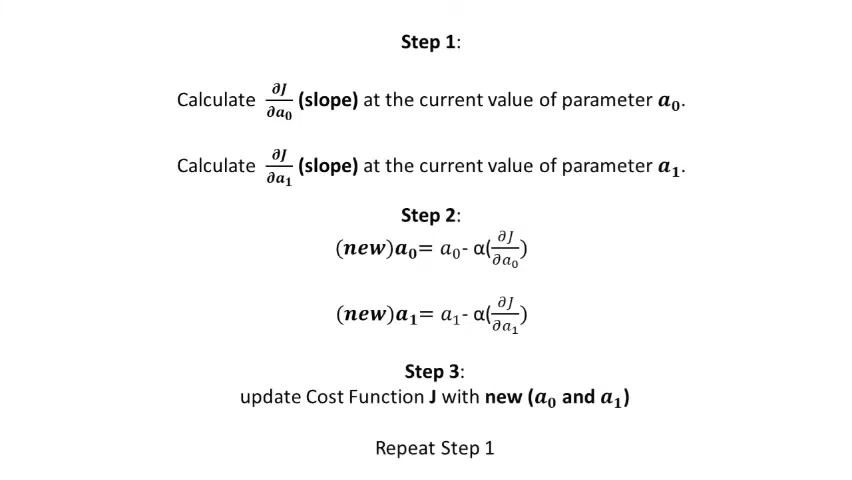 Step 1:
Calculate ∂J/∂a₀ (slope) at the current value of parameter a₀.
Calculate ∂J/∂a₁ (slope) at the current value of parameter a₁.
Step 2:
(new)a₀= a₀- α(∂J/∂a₀)
(new)a₁= a₁- α(∂J/∂a₁)
Step 3:
update Cost Function J with new (a₀ and a₁)
Repeat Step 1